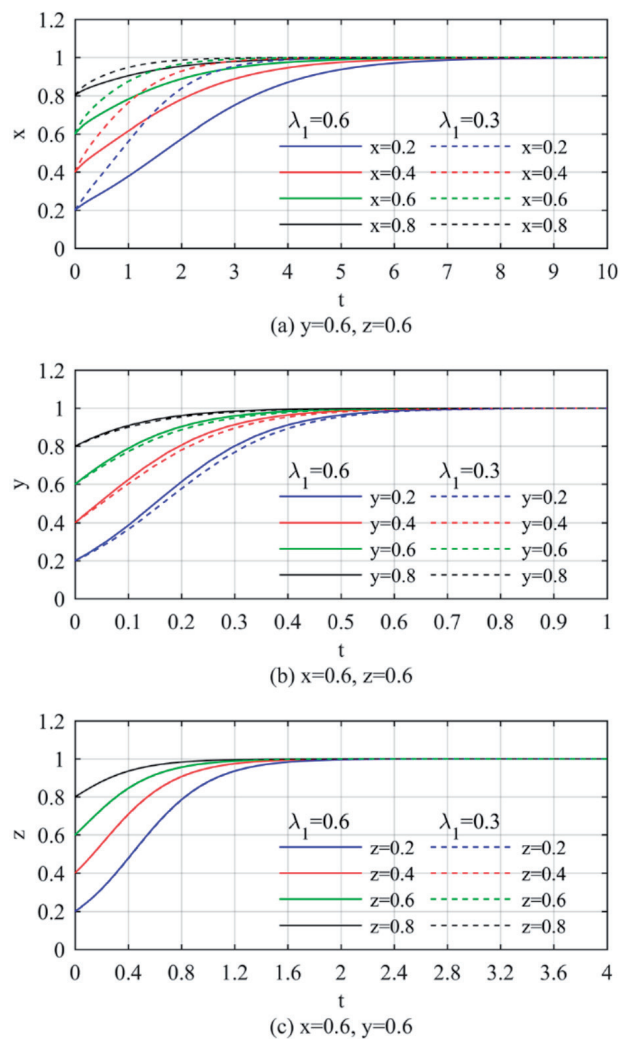 1.2
1
0.8
0.6
0.4
0.2
0
x
λ₁=0.6 λ₁=0.3
x=0.2 x=0.2
x=0.4 x=0.4
x=0.6 x=0.6
x=0.8 x=0.8
0 1 2 3 4 5 6 7 8 9 10
t
(a) y=0.6, z=0.6
1.2
1
0.8
0.6
0.4
0.2
0
y
λ₁=0.6 λ₁=0.3
y=0.2 y=0.2
y=0.4 y=0.4
y=0.6 y=0.6
y=0.8 y=0.8
0 0.1 0.2 0.3 0.4 0.5 0.6 0.7 0.8 0.9 1
t
(b) x=0.6, z=0.6
1.2
1
0.8
0.6
0.4
0.2
0
z
λ₁=0.6 λ₁=0.3
z=0.2 z=0.2
z=0.4 z=0.4
z=0.6 z=0.6
z=0.8 z=0.8
0 0.4 0.8 1.2 1.6 2 2.4 2.8 3.2 3.6 4
t
(c) x=0.6, y=0.6